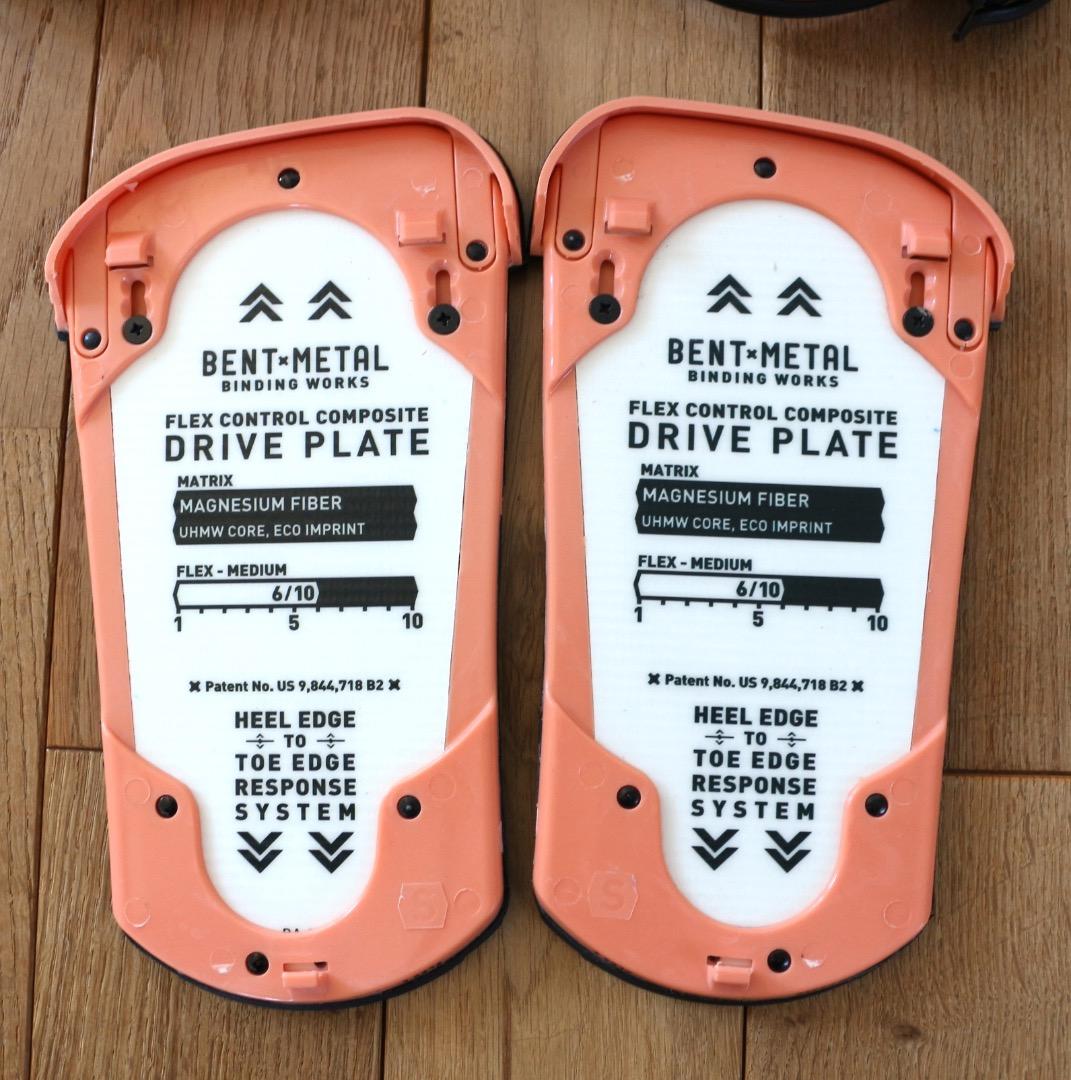 BENT×METAL
BINDING WORKS
FLEX CONTROL COMPOSITE
DRIVE PLATE
MATRIX
MAGNESIUM FIBER
UHMW CORE, ECO IMPRINT
FLEX - MEDIUM
6/10
1 5 10
Patent No. US 9,844,718 B2
HEEL EDGE
TO
TOE EDGE
RESPONSE
SYSTEM
S
BENT×METAL
BINDING WORKS
FLEX CONTROL COMPOSITE
DRIVE PLATE
MATRIX
MAGNESIUM FIBER
UHMW CORE, ECO IMPRINT
FLEX - MEDIUM
6/10
1 5 10
Patent No. US 9,844,718 B2
HEEL EDGE
TO
TOE EDGE
RESPONSE
SYSTEM
S